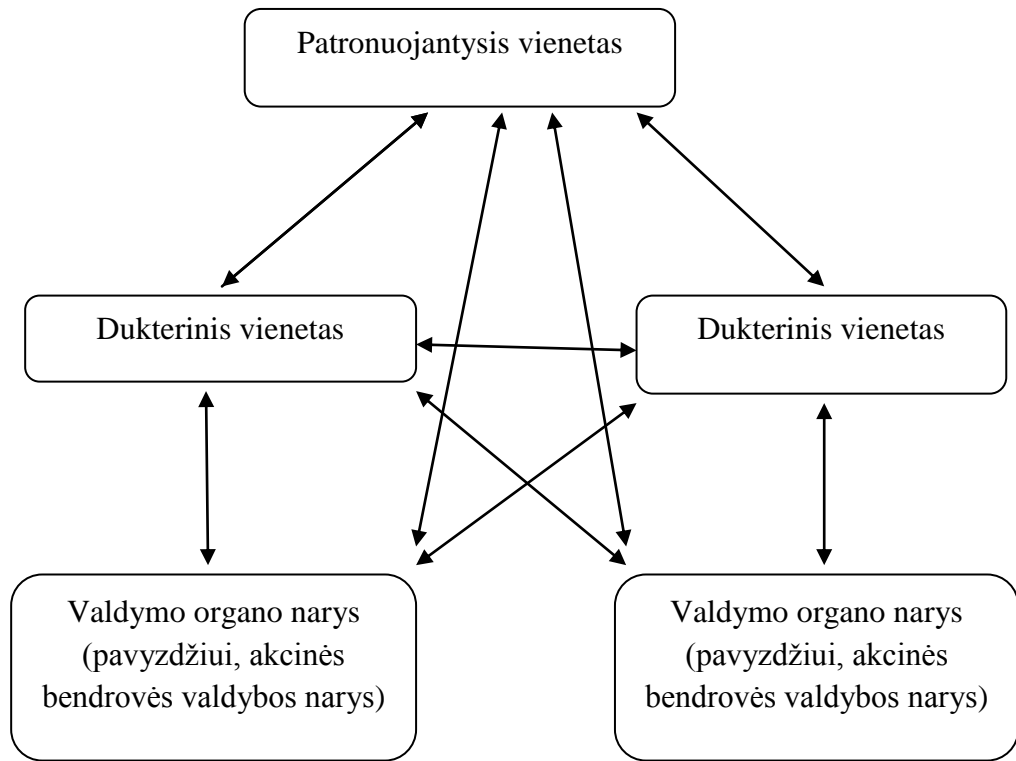 Patronuojantysis vienetas
Dukterinis vienetas
Dukterinis vienetas
Valdymo organo narys
(pavyzdžiui, akcinės
bendrovės valdybos narys)
Valdymo organo narys
(pavyzdžiui, akcinės
bendrovės valdybos narys)